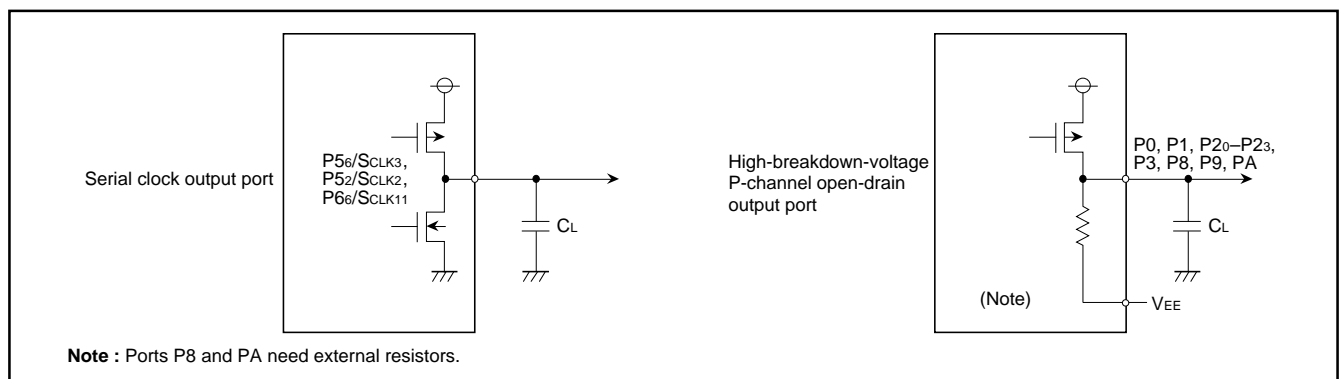 Serial clock output port
P56/SCLK3,
P52/SCLK2,
P66/SCLK11
CL
High-breakdown-voltage
P-channel open-drain
output port
P0, P1, P20–P23,
P3, P8, P9, PA
CL
(Note)
VEE
Note : Ports P8 and PA need external resistors.